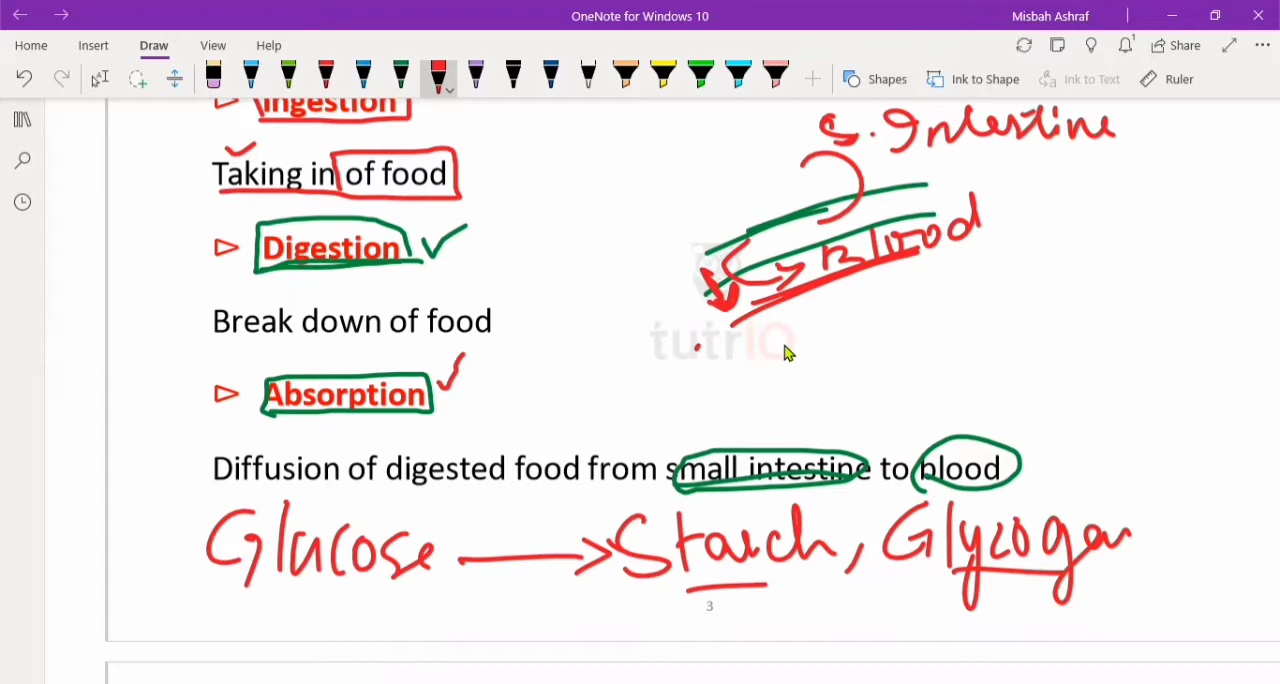 OneNote for Windows 10
Misbah Ashraf
Home Insert Draw View Help
1
Share
Shapes
Ink to Shape
Ink to Text
Ruler
Ingestion
S. Intestine
Taking in of food
Digestion
Blood
Break down of food
tutrIQ
Absorption
Diffusion of digested food from small intestine to blood
Glucose → Starch, Glycogen
3